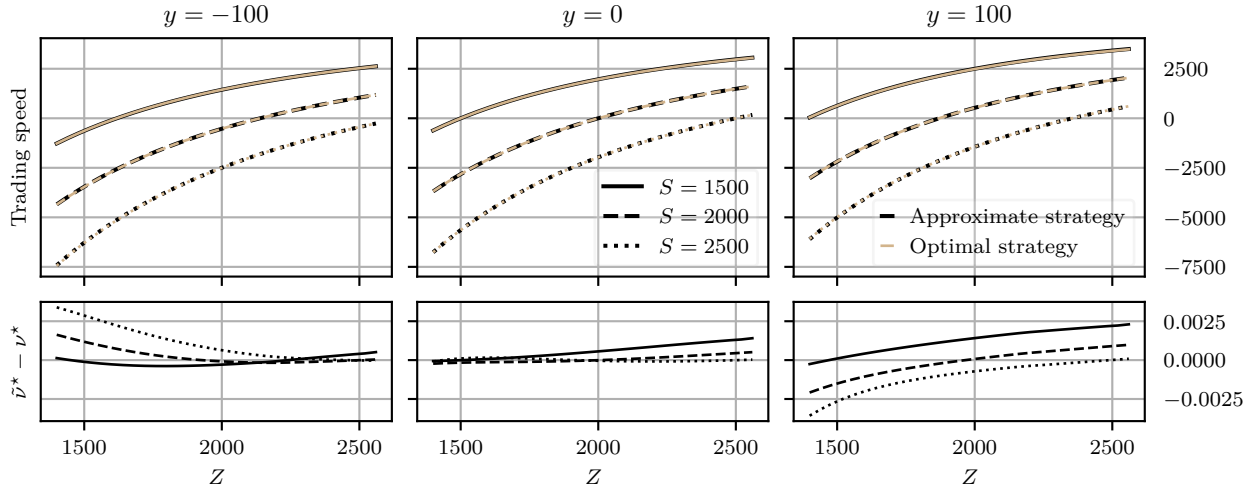 y = −100
y = 0
y = 100
Trading speed
2500
0
−2500
−5000
−7500
S = 1500
S = 2000
S = 2500
Approximate strategy
Optimal strategy
ν̃* − ν*
0.0025
0.0000
−0.0025
1500 2000 2500
1500 2000 2500
1500 2000 2500
Z
Z
Z